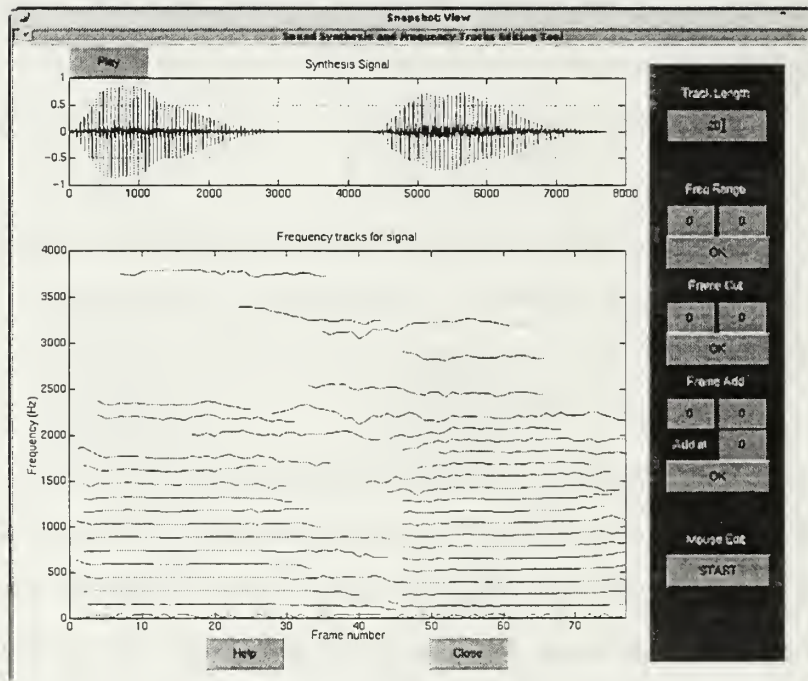 Snapshot View
Sound Synthesis and Frequency Tracks Editing Tool
Play
Synthesis Signal
1
0.5
0
-0.5
-1
0 1000 2000 3000 4000 5000 6000 7000 8000
Frequency tracks for signal
4000
3500
3000
2500
2000
1500
1000
500
0
Frequency (Hz)
0 10 20 30 40 50 60 70
Frame number
Help
Close
Track Length
20
Freq Range
0 0
OK
Frame Cut
0 0
OK
Frame Add
0 0
Add at 0
OK
Mouse Edit
START